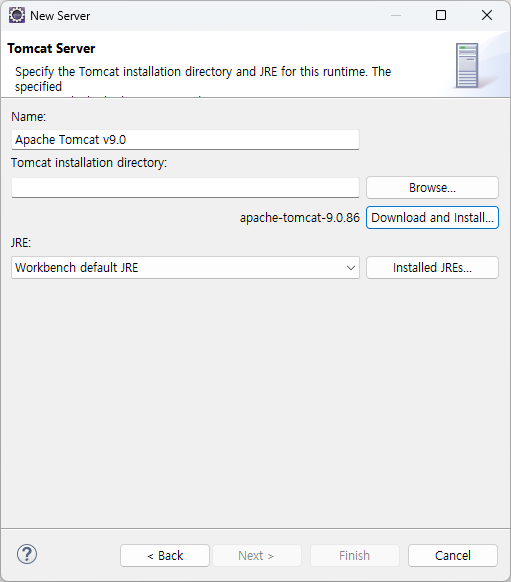 New Server
Tomcat Server
Specify the Tomcat installation directory and JRE for this runtime. The
specified
Name:
Apache Tomcat v9.0
Tomcat installation directory:
Browse...
apache-tomcat-9.0.86 Download and Install...
JRE:
Workbench default JRE Installed JREs...
? < Back Next > Finish Cancel